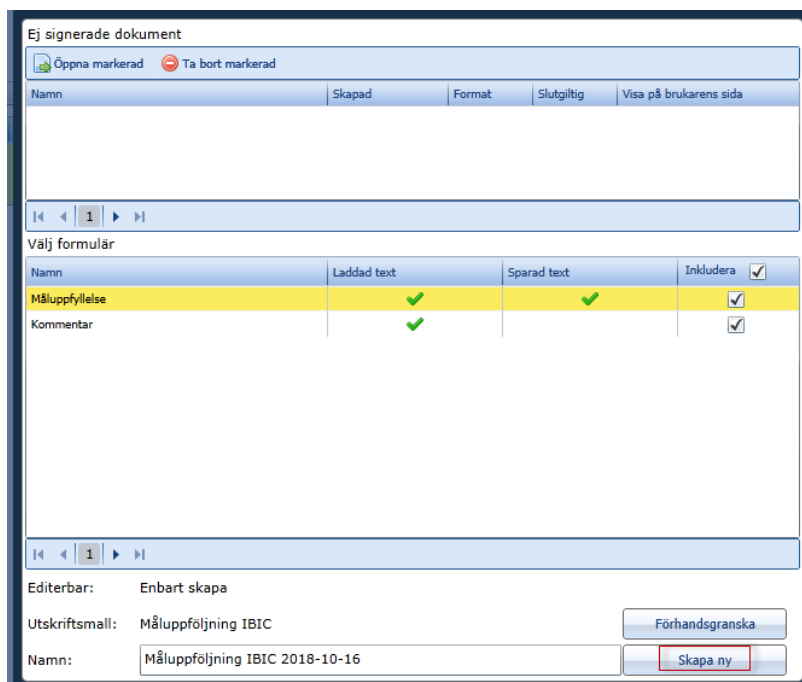 Ej signerade dokument
Öppna markerad Ta bort markerad
Namn Skapad Format Slutgiltig Visa på brukarens sida
1
Välj formulär
Namn Laddad text Sparad text Inkludera
Måluppfyllelse
Kommentar
1
Editerbar: Enbart skapa
Utskriftsmall: Måluppföljning IBIC Förhandsgranska
Namn: Måluppföljning IBIC 2018-10-16 Skapa ny